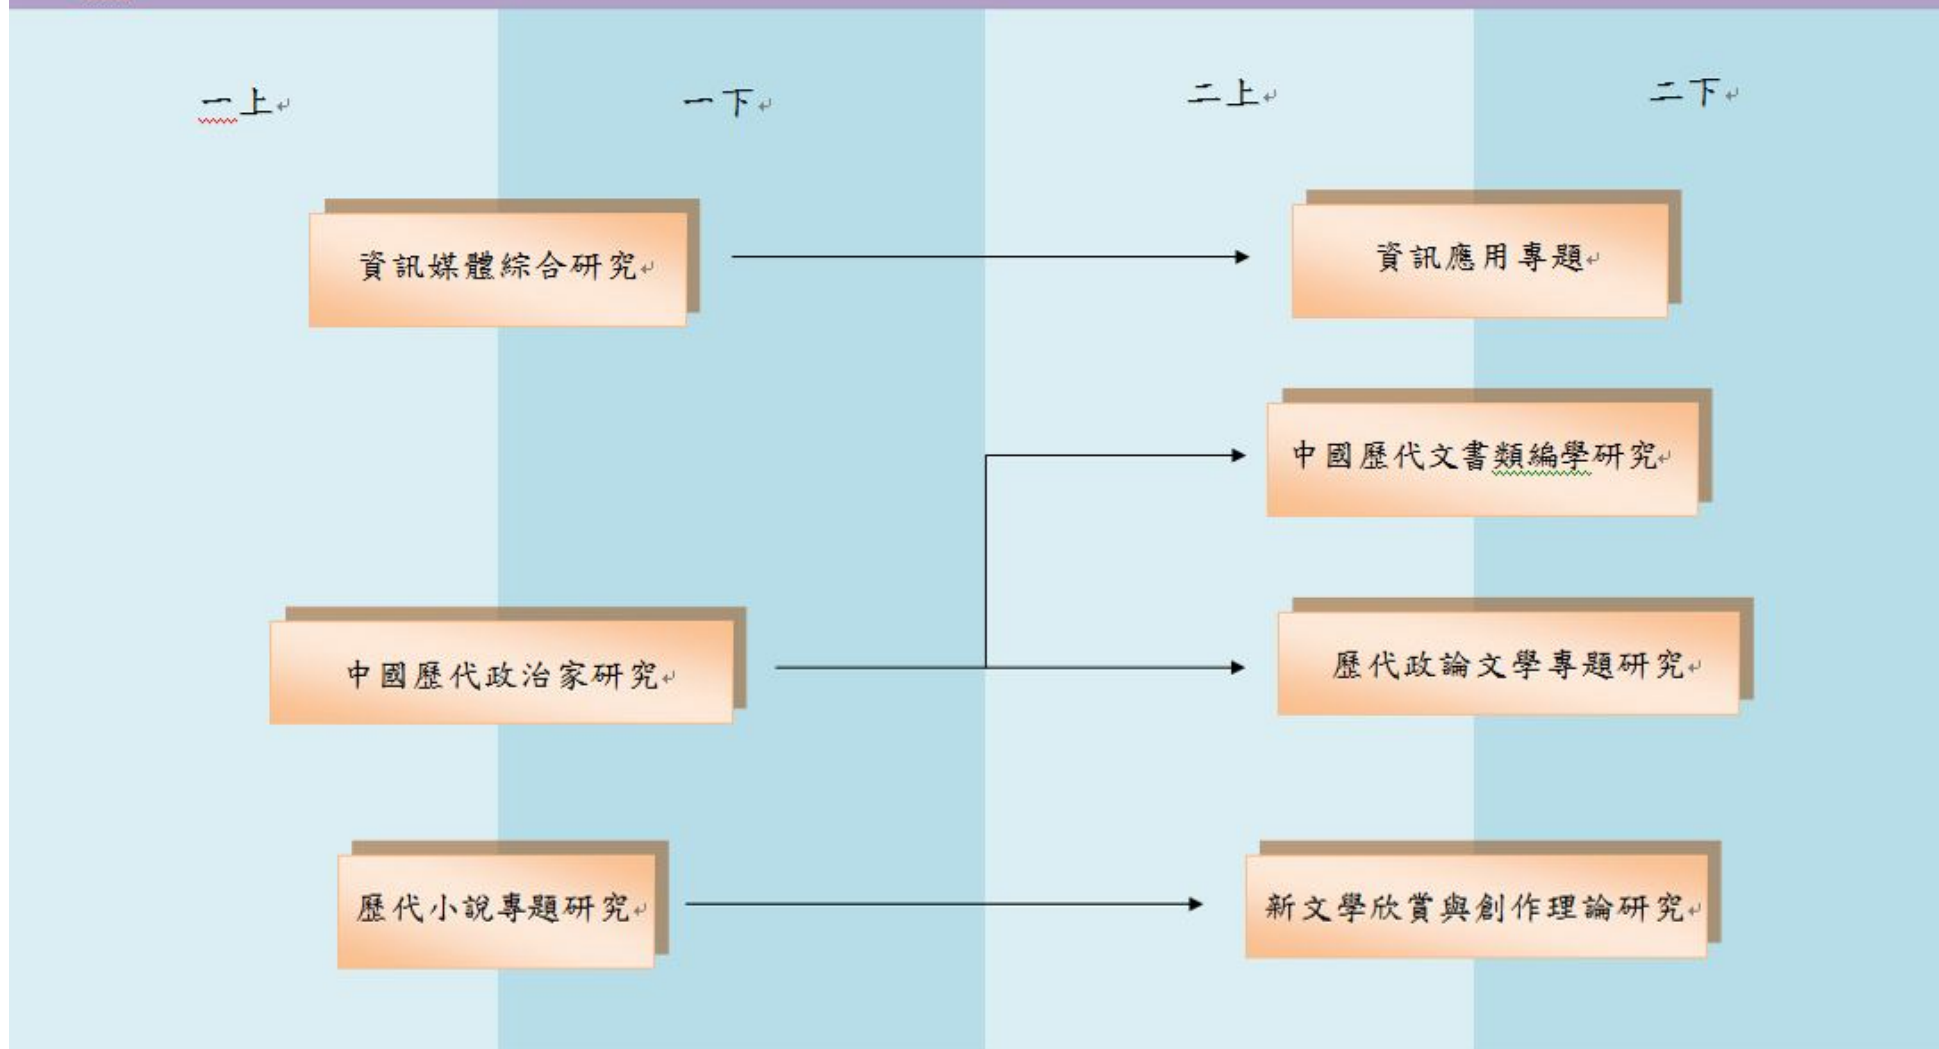 一上
一下
二上
二下
資訊媒體綜合研究
資訊應用專題
中國歷代文書類編學研究
中國歷代政治家研究
歷代政論文學專題研究
歷代小說專題研究
新文學欣賞與創作理論研究